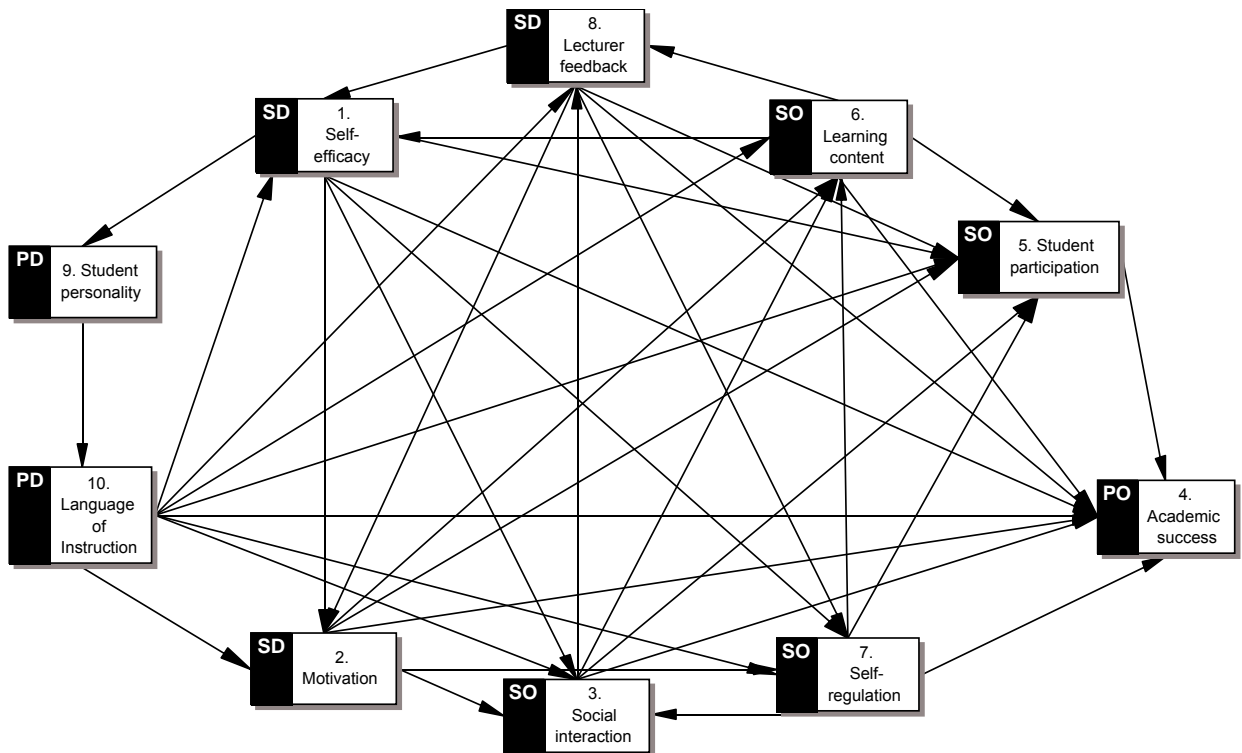 SD
8.
Lecturer
feedback
SD
1.
Self-
efficacy
SO
6.
Learning
content
SO
5. Student
participation
PD
9. Student
personality
PD
10.
Language
of
Instruction
PO
4.
Academic
success
SD
2.
Motivation
SO
3.
Social
interaction
SO
7.
Self-
regulation